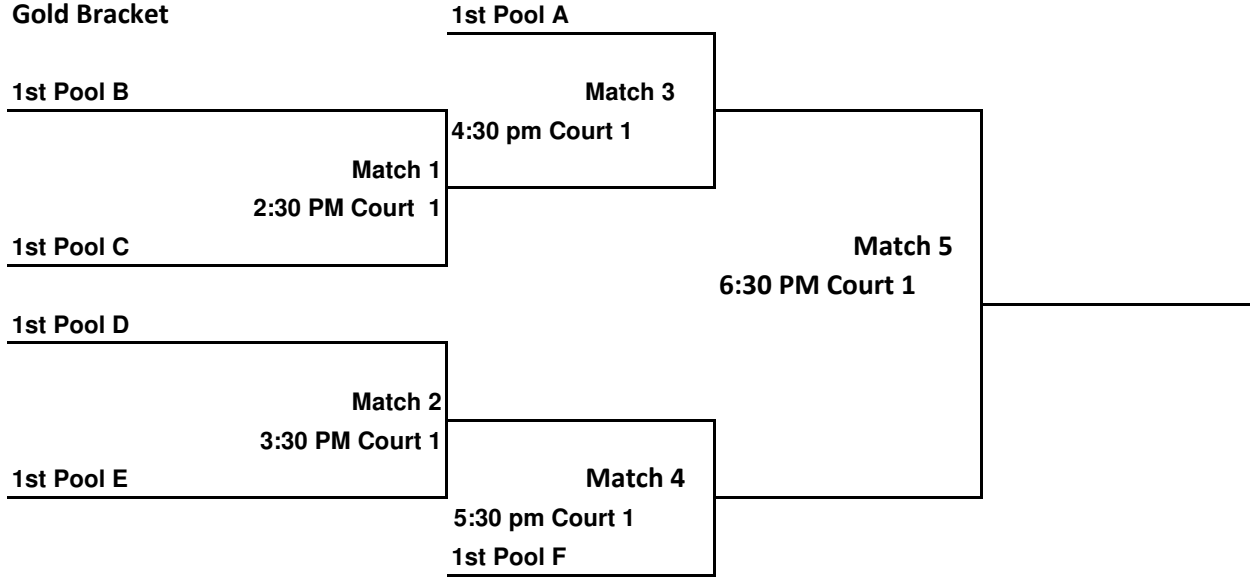 Gold Bracket
1st Pool A
1st Pool B
Match 3
4:30 pm Court 1
Match 1
2:30 PM Court  1
1st Pool C
Match 5
6:30 PM Court 1
1st Pool D
Match 2
3:30 PM Court 1
1st Pool E
Match 4
5:30 pm Court 1
1st Pool F